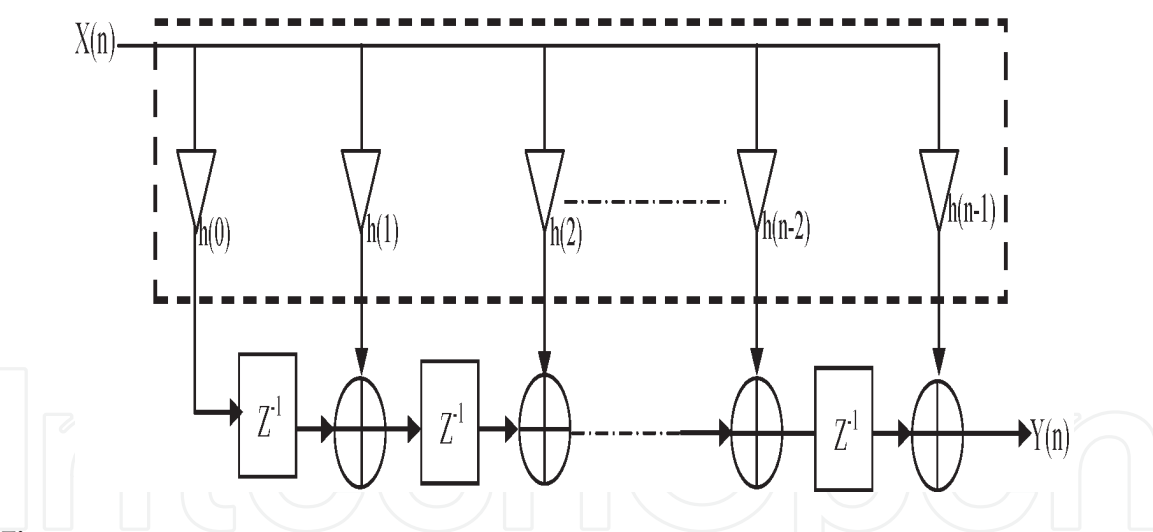 X(n)
h(0)
h(1)
h(2)
h(n-2)
h(n-1)
Z-1
Z-1
Z-1
Y(n)